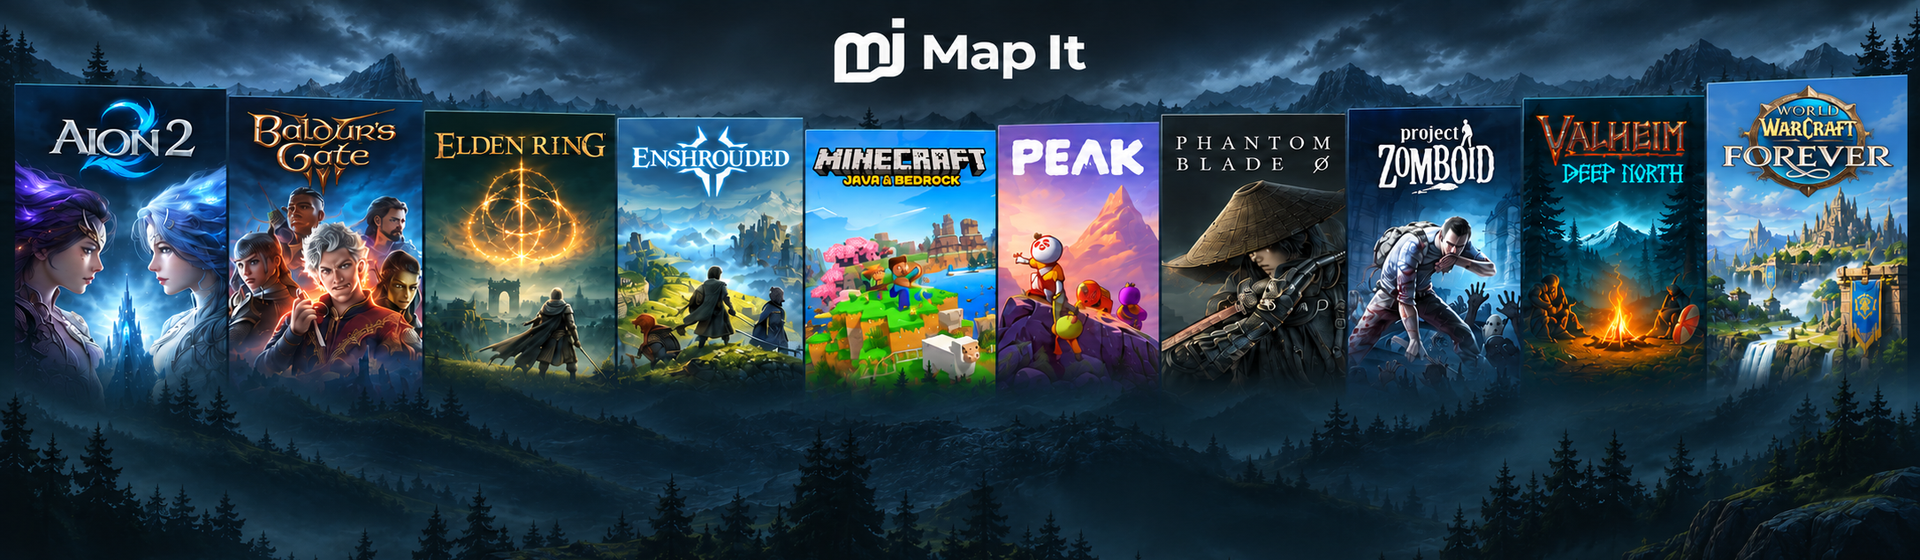 mj Map It
AION 2
BALDUR'S
GATE
III
ELDEN RING
ENSHROUDED
MINECRAFT
JAVA & BEDROCK
PEAK
PHANTOM
BLADE Ø
project
ZOMBOID
VALHEIM
DEEP NORTH
WORLD
WARCRAFT
FOREVER